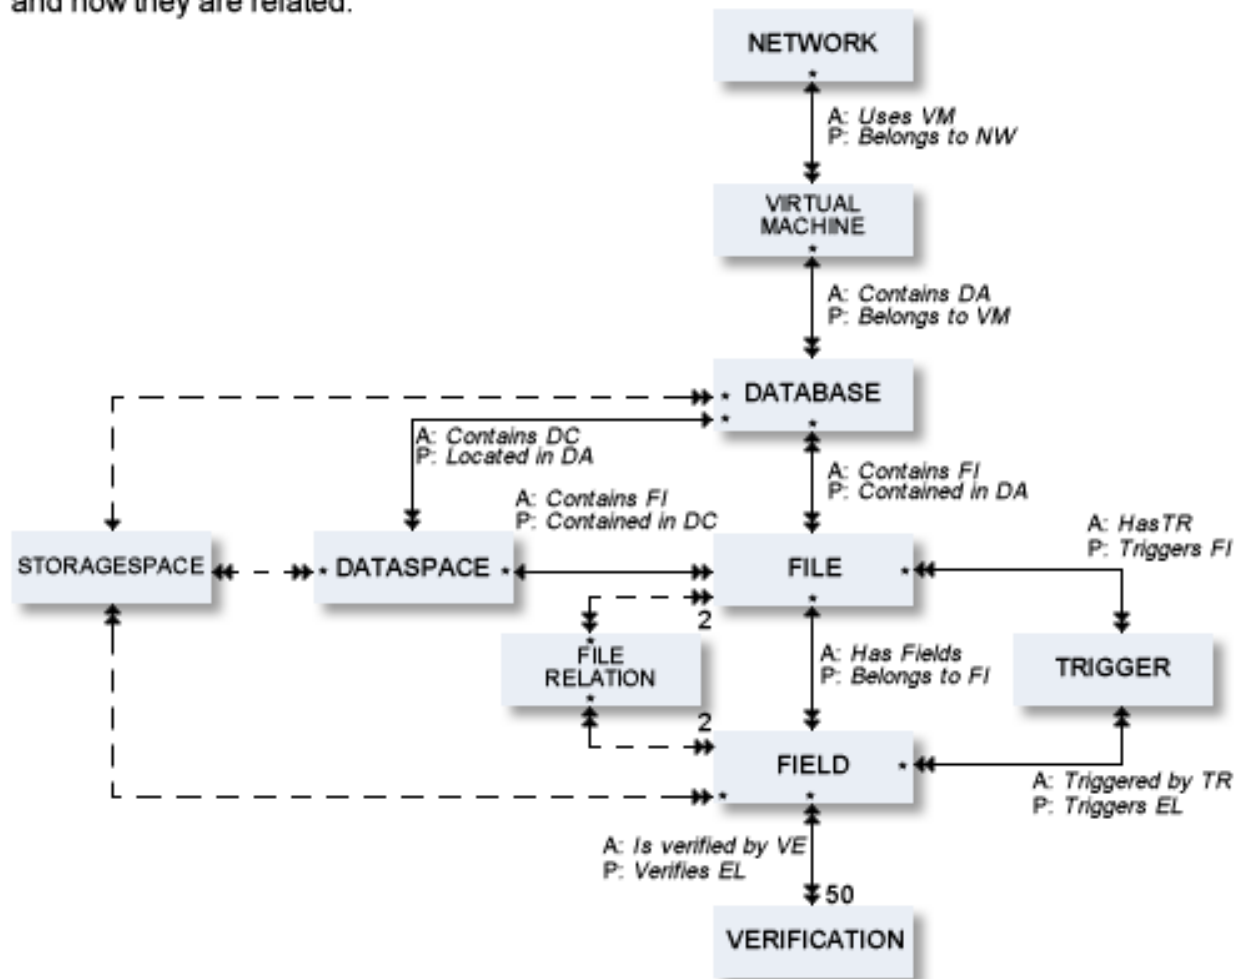 and how they are related.
NETWORK
*
A: Uses VM
P: Belongs to NW
VIRTUAL
MACHINE
*
A: Contains DA
P: Belongs to VM
* DATABASE
*
*
A: Contains DC
P: Located in DA
A: Contains FI
P: Contained in DA
A: Contains FI
P: Contained in DC
A: HasTR
P: Triggers FI
STORAGESPACE
* DATASPACE *
FILE *
*
2
*
FILE
RELATION
*
A: Has Fields
P: Belongs to FI
TRIGGER
2
FIELD *
* *
A: Triggered by TR
P: Triggers EL
A: Is verified by VE
P: Verifies EL
50
VERIFICATION